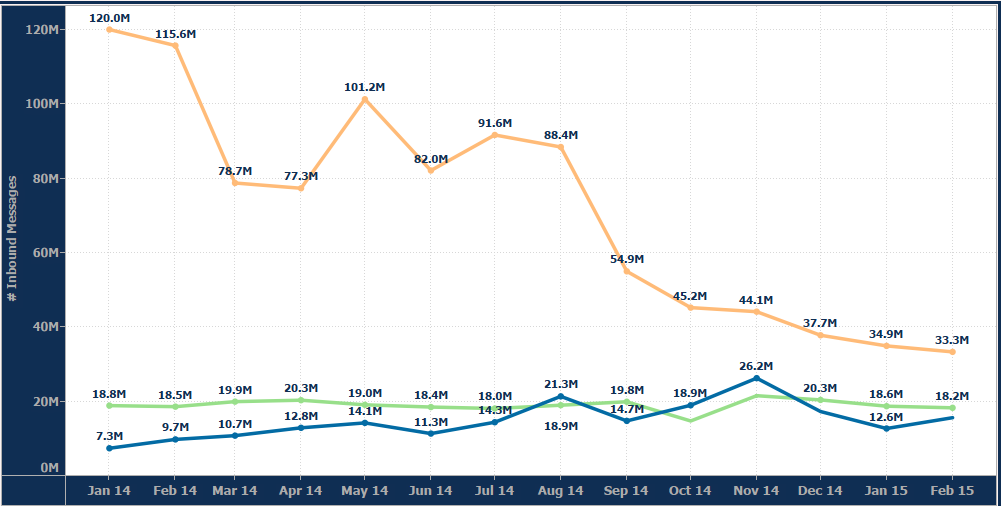 120.0M
120M
115.6M
101.2M
100M
91.6M
88.4M
82.0M
80M
78.7M
77.3M
# Inbound Messages
60M
54.9M
45.2M
44.1M
40M
37.7M
34.9M
33.3M
26.2M
20M
18.8M 18.5M 19.9M 20.3M 19.0M 18.4M 18.0M 21.3M 19.8M 18.9M 20.3M 18.6M 18.2M
7.3M 9.7M 10.7M 12.8M 14.1M 11.3M 14.3M 18.9M 14.7M 12.6M
0M
Jan 14 Feb 14 Mar 14 Apr 14 May 14 Jun 14 Jul 14 Aug 14 Sep 14 Oct 14 Nov 14 Dec 14 Jan 15 Feb 15